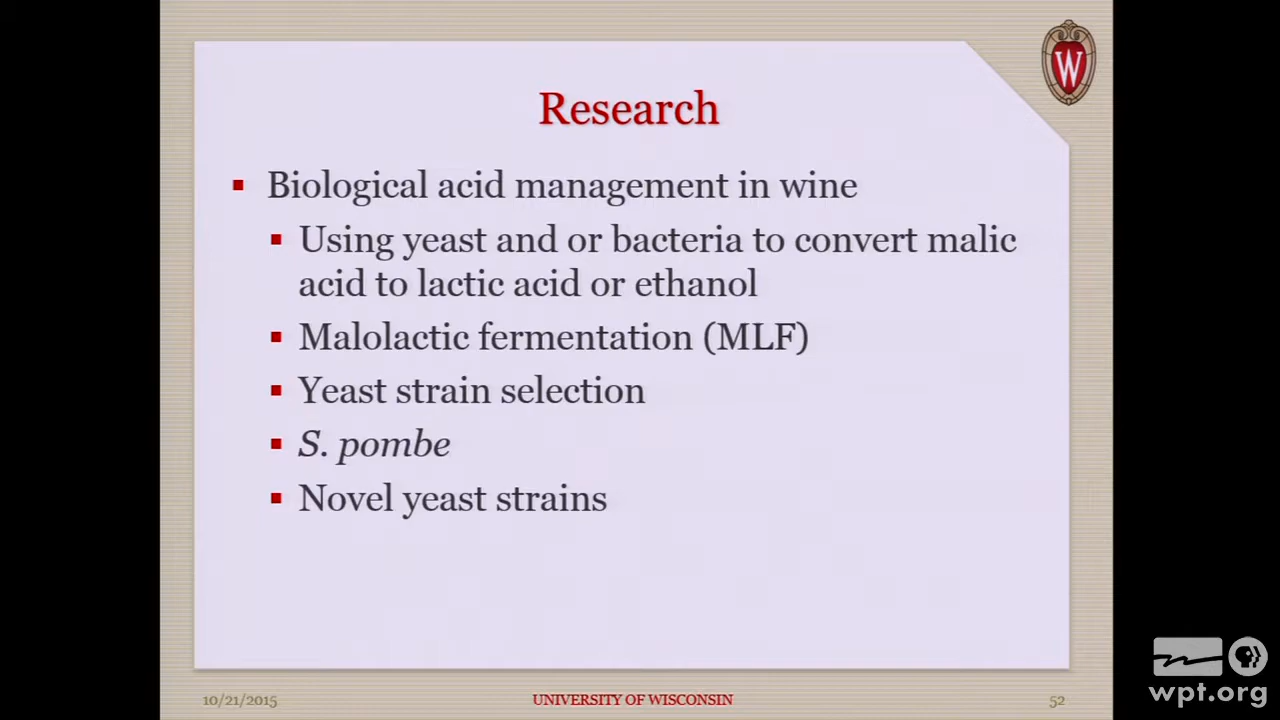 W
Research
Biological acid management in wine
Using yeast and or bacteria to convert malic
acid to lactic acid or ethanol
Malolactic fermentation (MLF)
Yeast strain selection
S. pombe
Novel yeast strains
10/21/2015
UNIVERSITY OF WISCONSIN
52
wpt.org